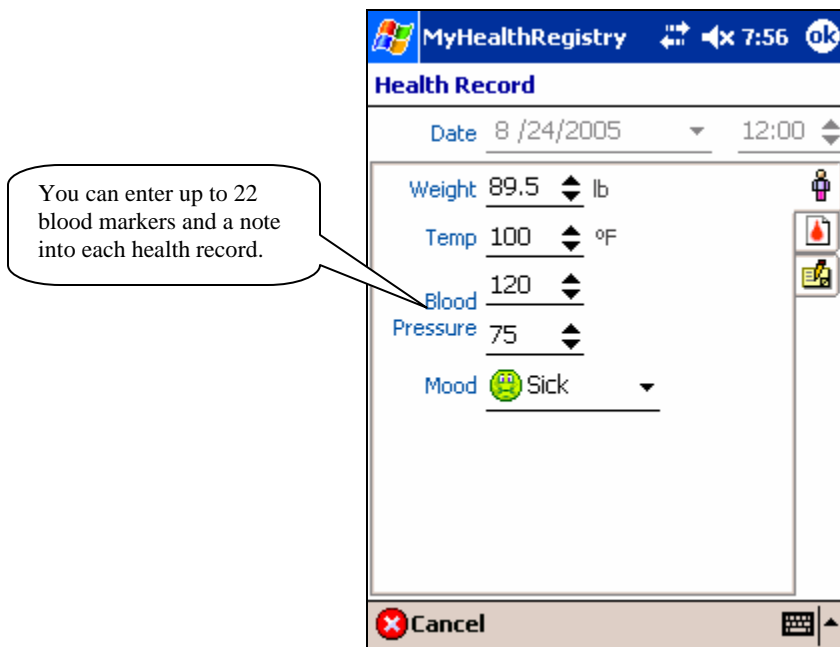 MyHealthRegistry 7:56 ok
Health Record
Date 8 /24/2005 12:00
You can enter up to 22
blood markers and a note
into each health record.
Weight 89.5 lb
Temp 100 ºF
Blood
Pressure
120
75
Mood Sick
Cancel